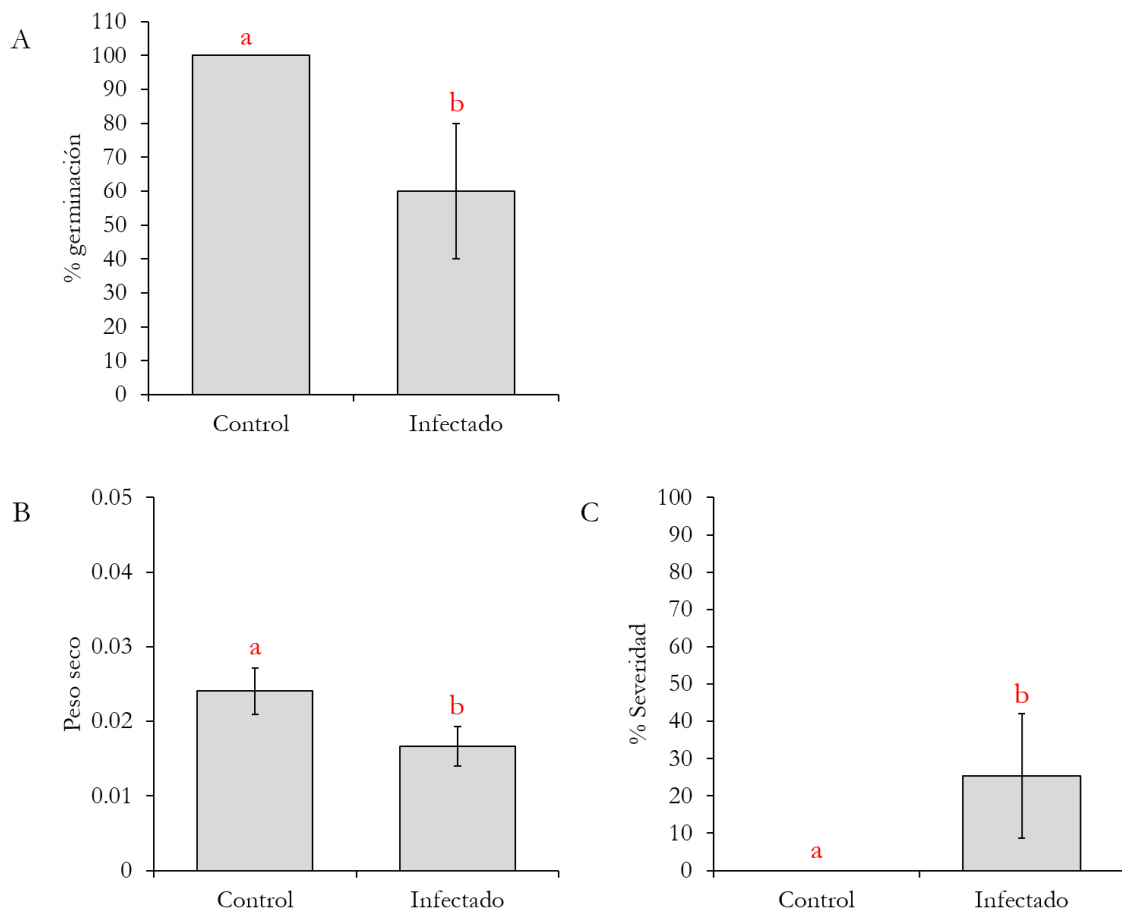 A
% germinación
110
100
90
80
70
60
50
40
30
20
10
0
a
b
Control
Infectado
B
Peso seco
0.05
0.04
0.03
0.02
0.01
0
a
b
Control
Infectado
C
% Severidad
100
90
80
70
60
50
40
30
20
10
0
a
b
Control
Infectado